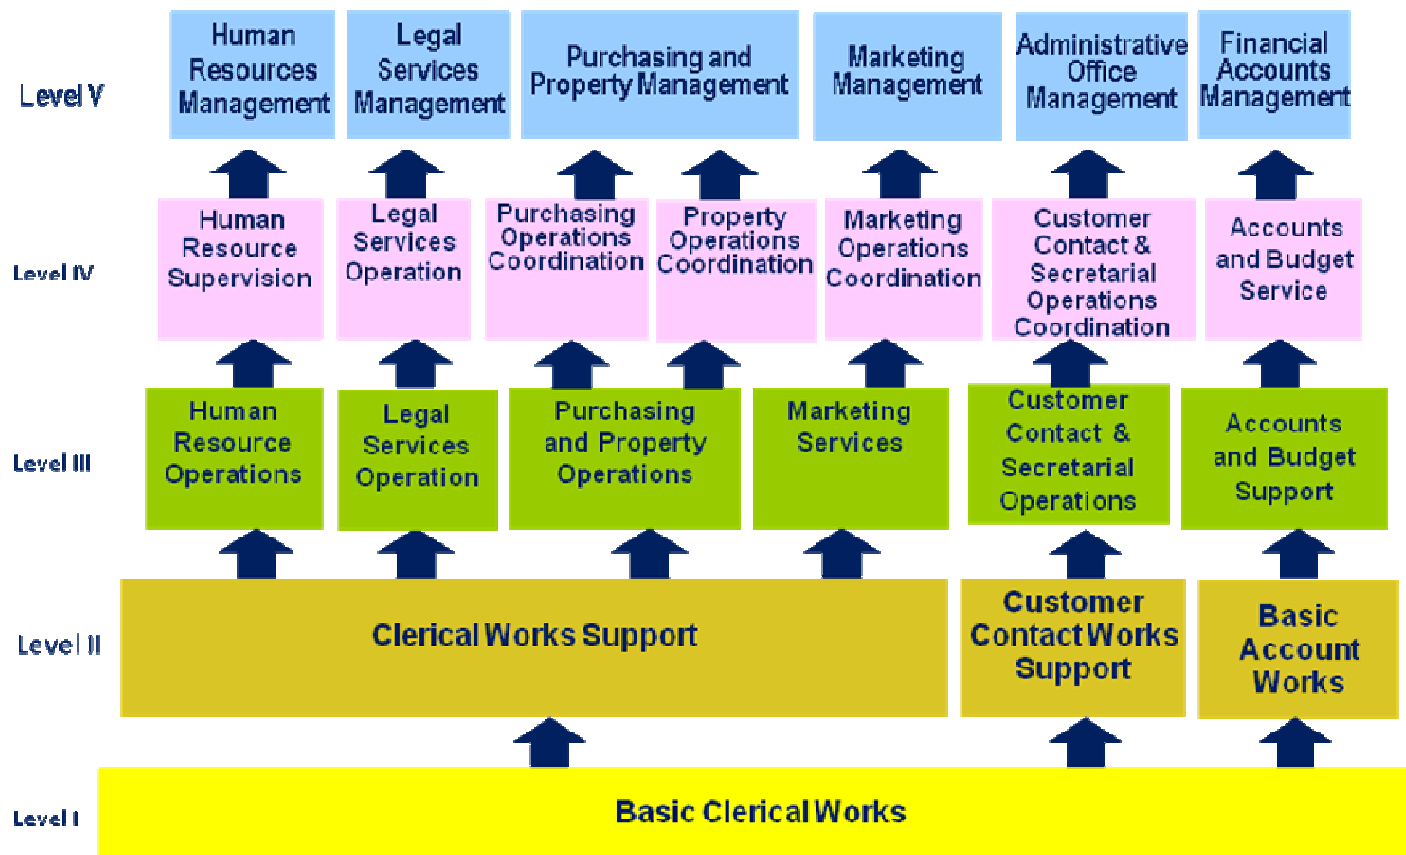 Level V
Human
Resources
Management
Legal
Services
Management
Purchasing and
Property Management
Marketing
Management
Administrative
Office
Management
Financial
Accounts
Management
Level IV
Human
Resource
Supervision
Legal
Services
Operation
Purchasing
Operations
Coordination
Property
Operations
Coordination
Marketing
Operations
Coordination
Customer
Contact &
Secretarial
Operations
Coordination
Accounts
and Budget
Service
Level III
Human
Resource
Operations
Legal
Services
Operation
Purchasing
and Property
Operations
Marketing
Services
Customer
Contact &
Secretarial
Operations
Accounts
and Budget
Support
Level II
Clerical Works Support
Customer
Contact Works
Support
Basic
Account
Works
Level I
Basic Clerical Works